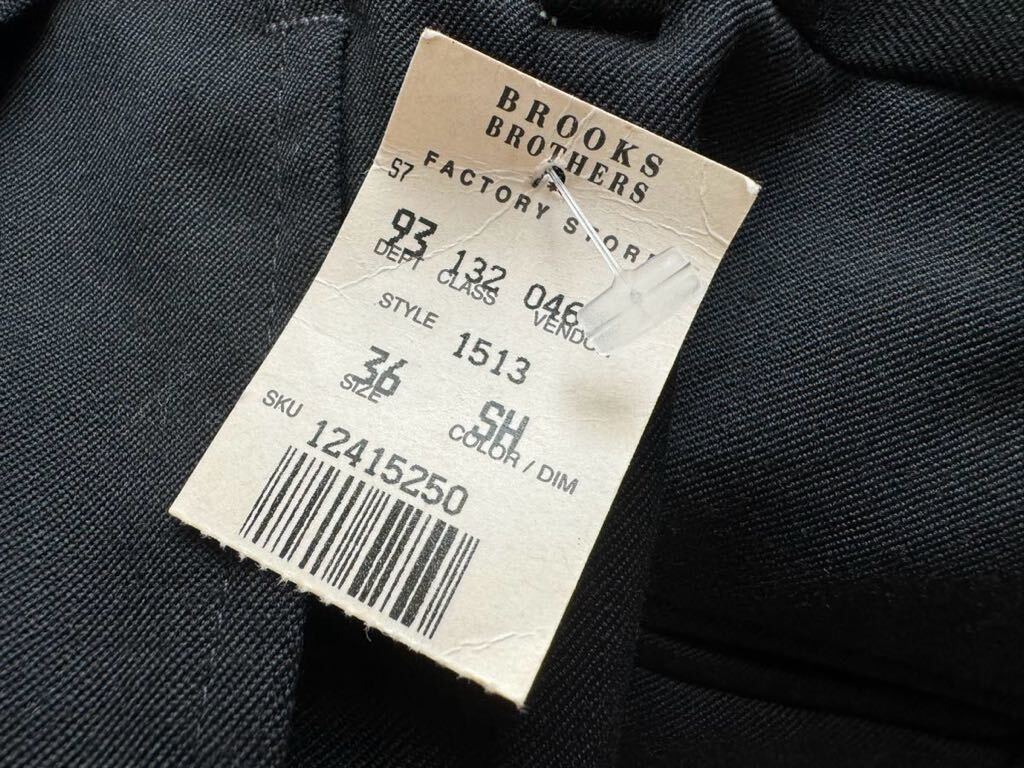 BROOKS
BROTHERS
FACTORY STORE
S7
93 132 046
DEPT CLASS VENDOR
STYLE 1513
36 SH
SIZE COLOR / DIM
SKU 12415250